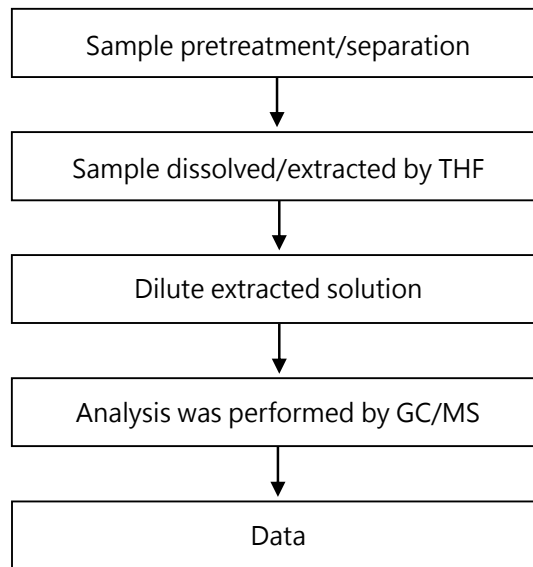 Sample pretreatment/separation
Sample dissolved/extracted by THF
Dilute extracted solution
Analysis was performed by GC/MS
Data